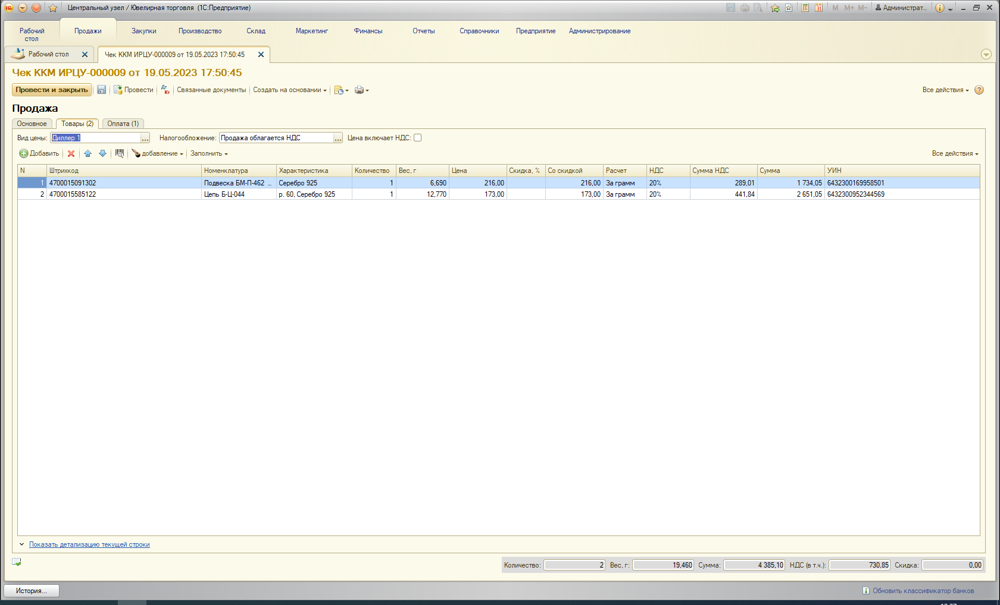 Центральный узел / Ювелирная торговля (1С:Предприятие)
M M+ M- Администрат...
Рабочий стол Продажи Закупки Производство Склад Маркетинг Финансы Отчеты Справочники Предприятие Администрирование
Рабочий стол Чек ККМ ИРЦУ-000009 от 19.05.2023 17:50:45
Чек ККМ ИРЦУ-000009 от 19.05.2023 17:50:45
Провести и закрыть Провести Дт Кт Связанные документы Создать на основании Все действия
Продажа
Основное Товары (2) Оплата (1)
Вид цены: Диллер 1 ... Налогообложение: Продажа облагается НДС ... Цена включает НДС:
Добавить добавление Заполнить Все действия
N Штрихкод Номенклатура Характеристика Количество Вес, г Цена Скидка, % Со скидкой Расчет НДС Сумма НДС Сумма УИН
1 4700015091302 Подвеска БМ-П-462 ... Серебро 925 1 6,690 216,00 216,00 За грамм 20% 289,01 1 734,05 6432300169958501
2 4700015585122 Цепь Б-Ц-044 р. 60, Серебро 925 1 12,770 173,00 173,00 За грамм 20% 441,84 2 651,05 6432300952344569
Показать детализацию текущей строки
Количество: 2 Вес, г: 19,460 Сумма: 4 385,10 НДС (в т.ч.): 730,85 Скидка: 0,00
История... Обновить классификатор банков